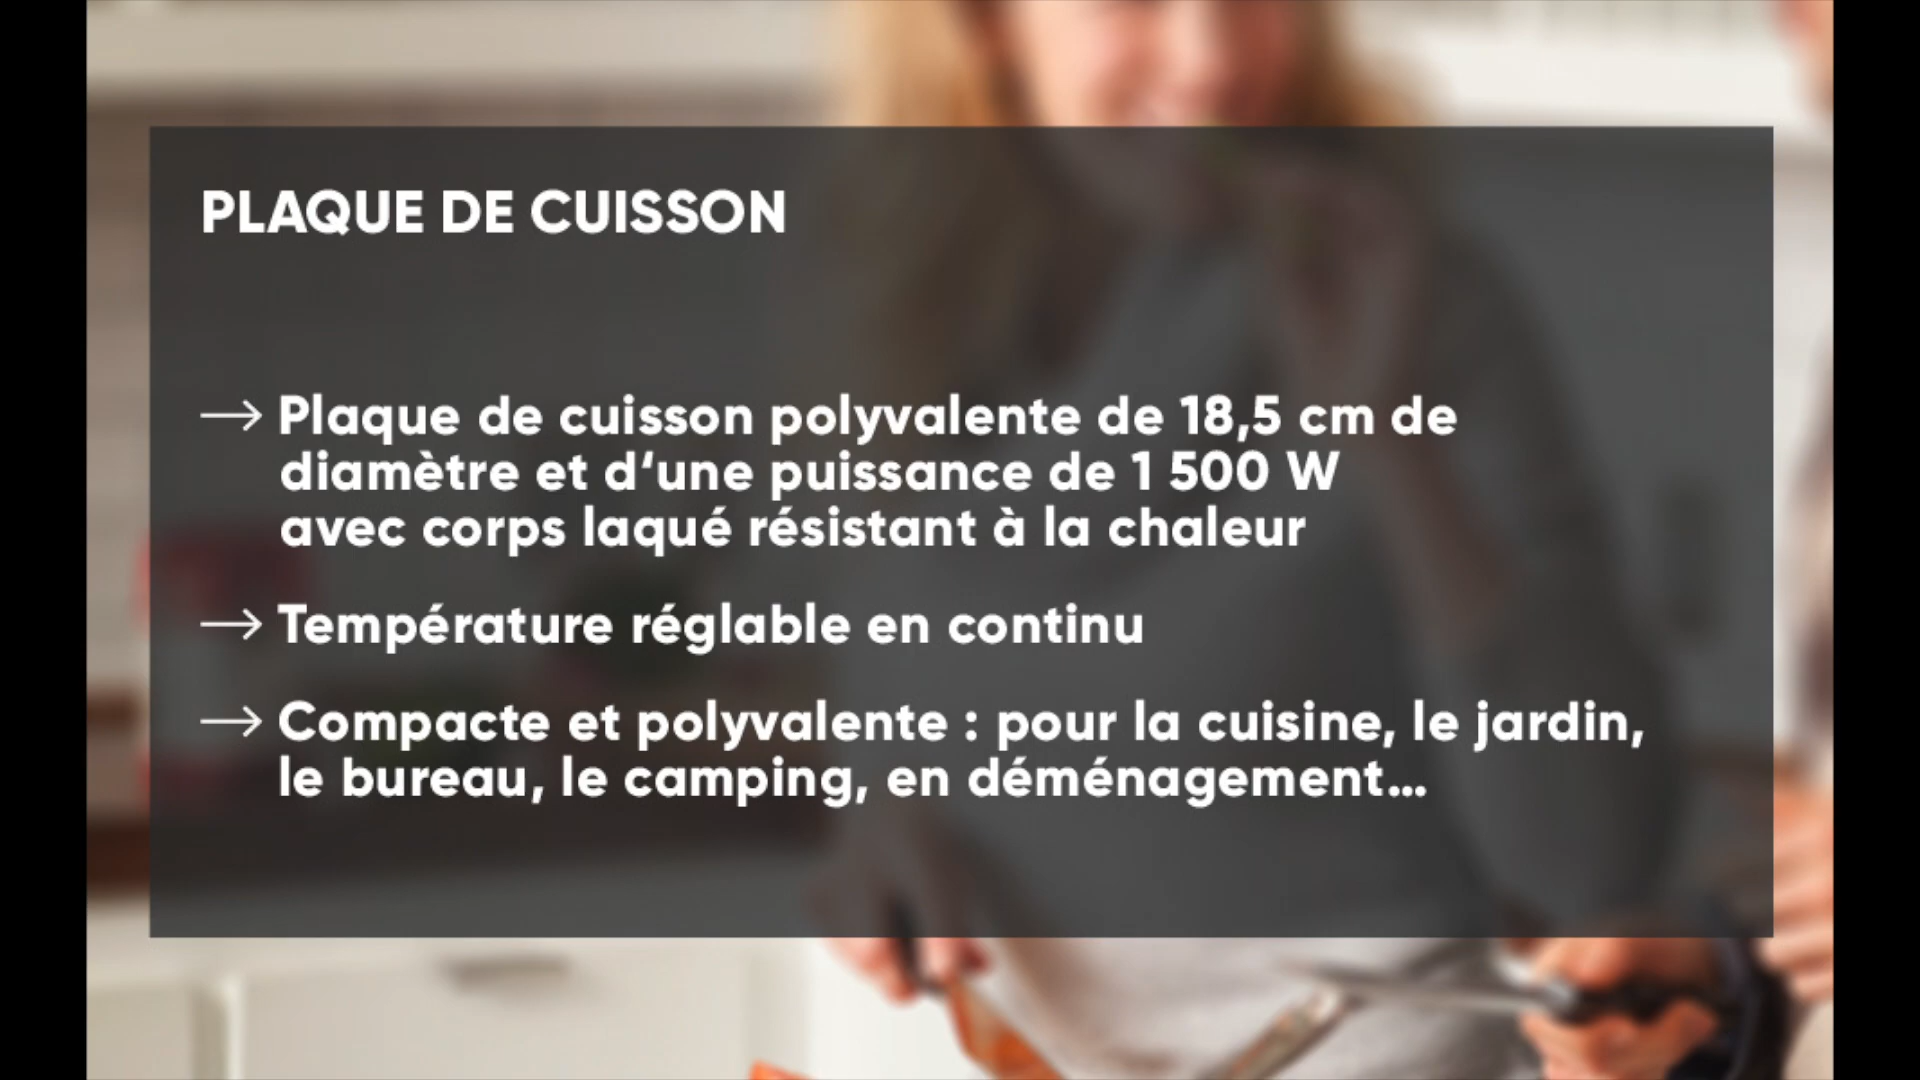 PLAQUE DE CUISSON
→ Plaque de cuisson polyvalente de 18,5 cm de
diamètre et d‘une puissance de 1 500 W
avec corps laqué résistant à la chaleur
→ Température réglable en continu
→ Compacte et polyvalente : pour la cuisine, le jardin,
le bureau, le camping, en déménagement...